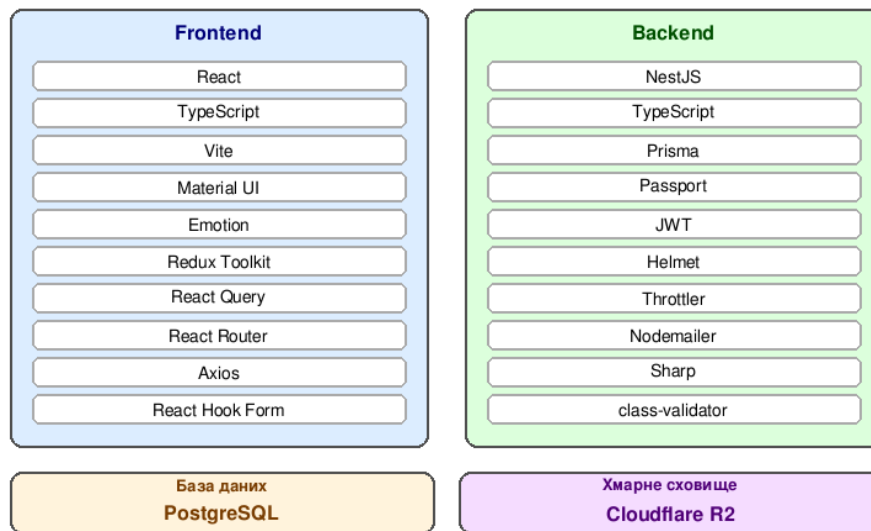 Frontend
React
TypeScript
Vite
Material UI
Emotion
Redux Toolkit
React Query
React Router
Axios
React Hook Form
Backend
NestJS
TypeScript
Prisma
Passport
JWT
Helmet
Throttler
Nodemailer
Sharp
class-validator
База даних
PostgreSQL
Хмарне сховище
Cloudflare R2